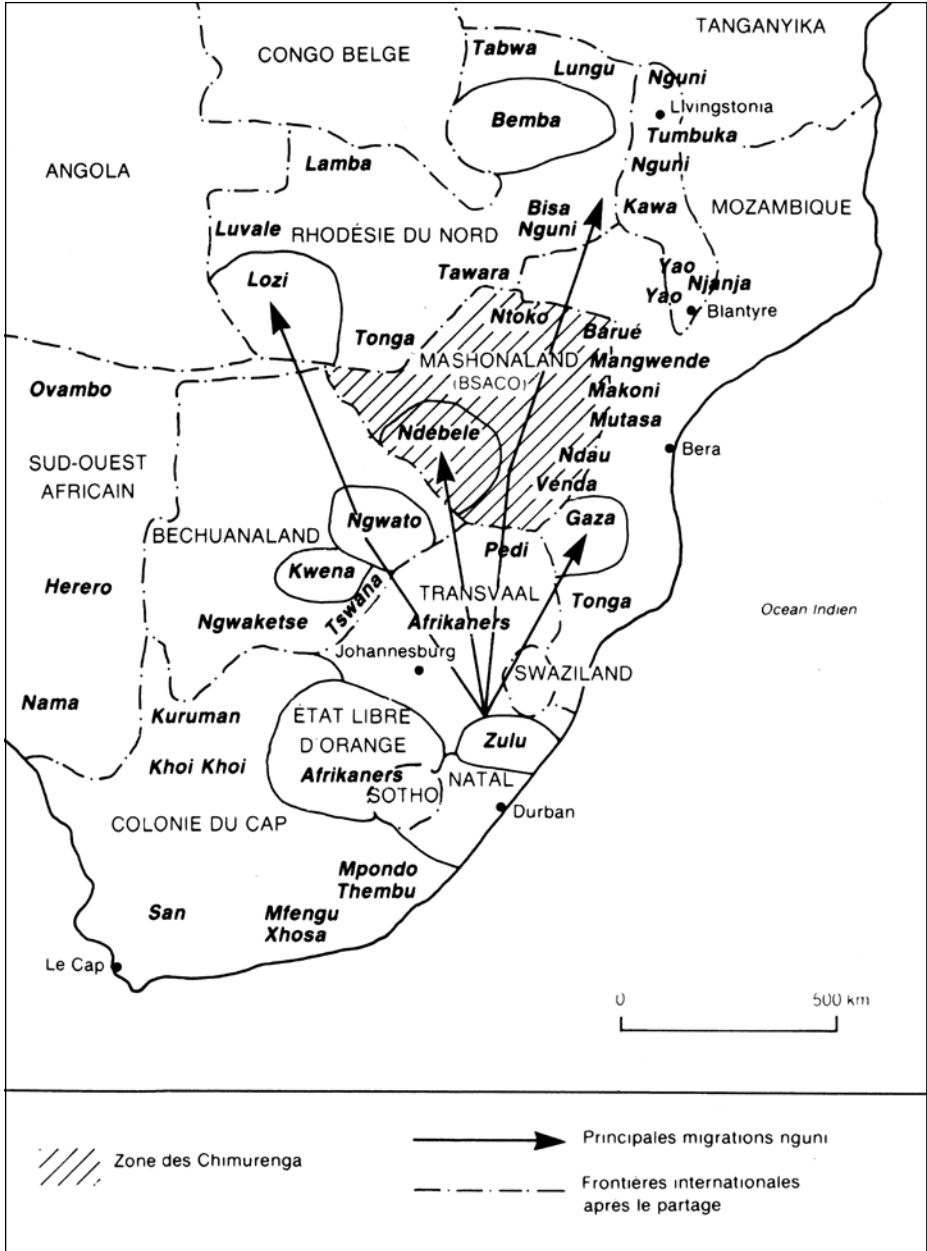 TANGANYIKA
CONGO BELGE
Tabwa
Lungu
Nguni
Livingstonia
Bemba
Tumbuka
Lamba
Nguni
ANGOLA
Bisa
Nguni
Kawa
MOZAMBIQUE
Luvale
RHODÉSIE DU NORD
Lozi
Tawara
Yao
Njanja
Yao
Blantyre
Ntoko
Tonga
Barué
MASHONALAND
(BSACO)
Mangwende
Ovambo
Makoni
Mutasa
Ndébele
Bera
SUD-OUEST
AFRICAIN
Ndau
Venda
Ngwato
Gaza
BECHUANALAND
Pedi
Kwena
Herero
Tswana
TRANSVAAL
Tonga
Ocean Indien
Ngwaketse
Afrikaners
Johannesburg
SWAZILAND
Nama
Kuruman
ÉTAT LIBRE
D'ORANGE
Zulu
Khoi Khoi
Afrikaners
NATAL
SOTHO
Durban
COLONIE DU CAP
Mpondo
Thembu
San
Mfengu
Xhosa
Le Cap
0 500 km
Zone des Chimurenga
Principales migrations nguni
Frontières internationales
apres le partage